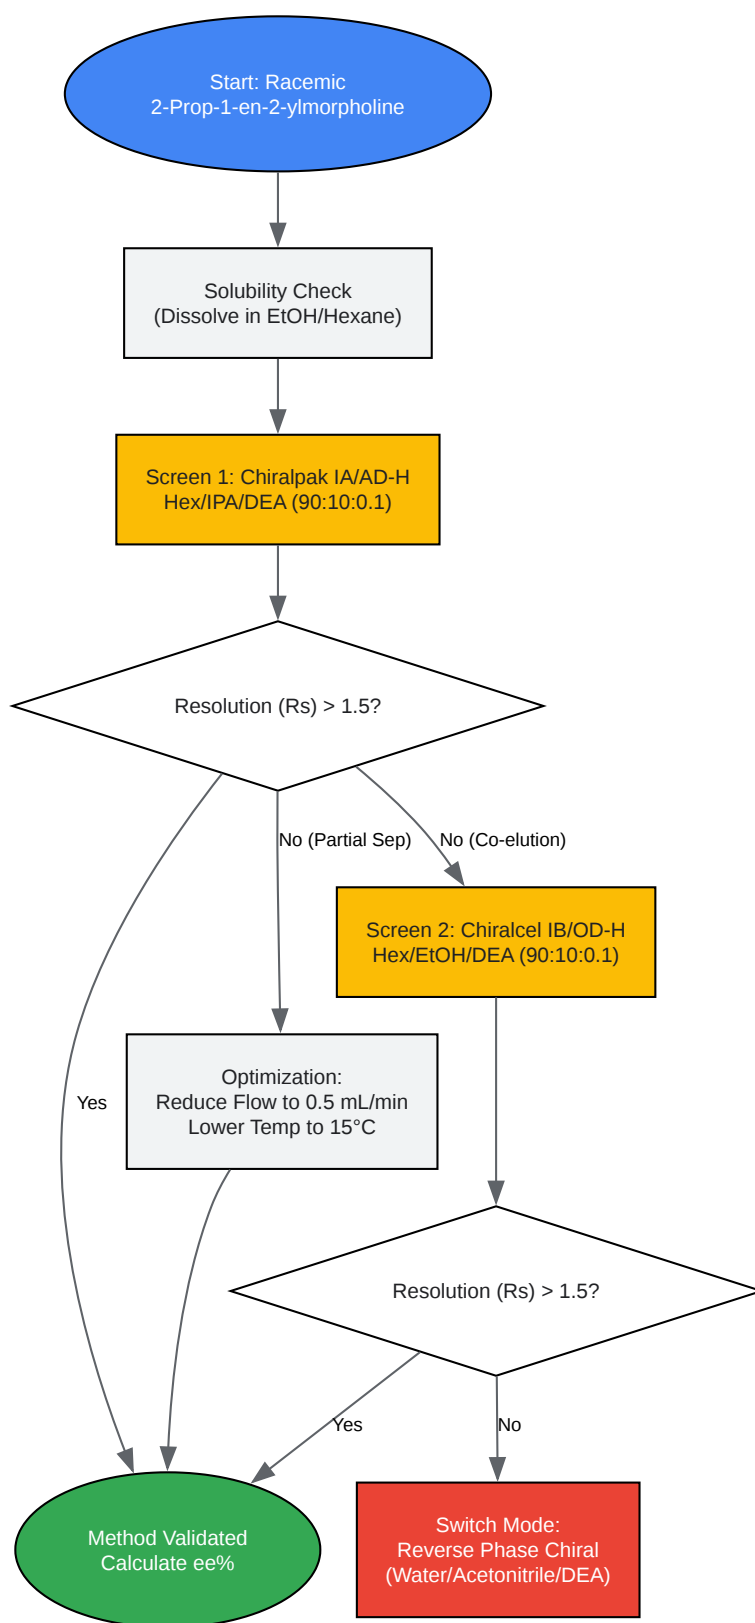 Start: Racemic
2-Prop-1-en-2-ylmorpholine
Solubility Check
(Dissolve in EtOH/Hexane)
Screen 1: Chiralpak IA/AD-H
Hex/IPA/DEA (90:10:0.1)
Resolution (Rs) > 1.5?
No (Partial Sep)
No (Co-elution)
Screen 2: Chiralcel IB/OD-H
Hex/EtOH/DEA (90:10:0.1)
Yes
Optimization:
Reduce Flow to 0.5 mL/min
Lower Temp to 15°C
Resolution (Rs) > 1.5?
Yes
No
Method Validated
Calculate ee%
Switch Mode:
Reverse Phase Chiral
(Water/Acetonitrile/DEA)